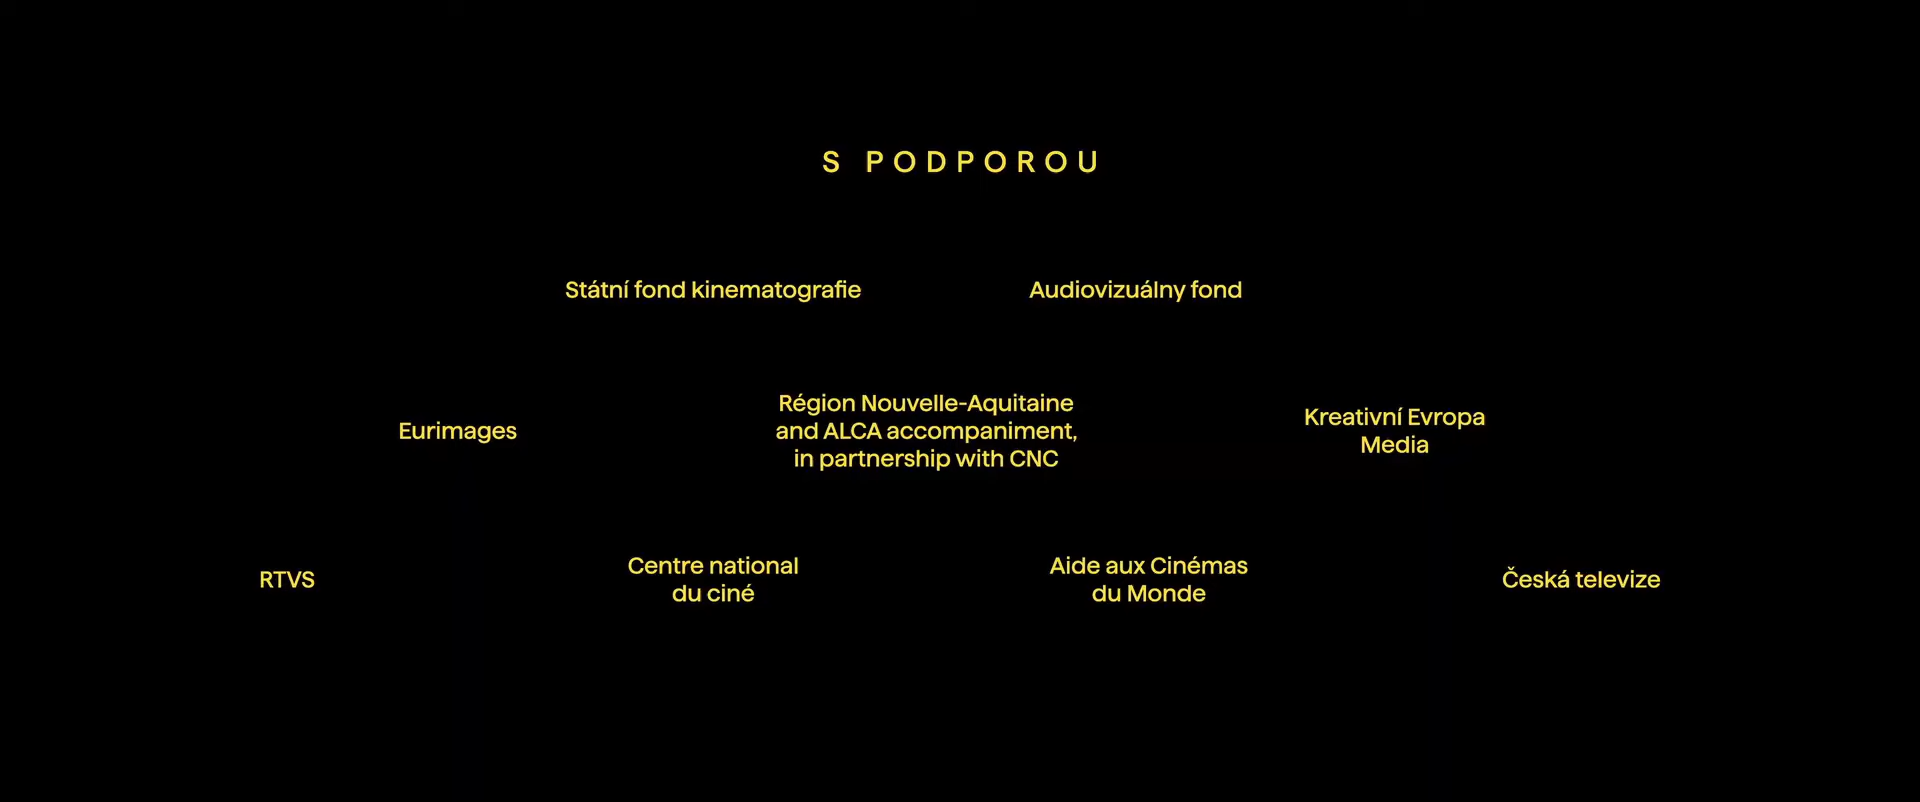 S PODPOROU
Státní fond kinematografie
Audiovizuálny fond
Eurimages
Région Nouvelle-Aquitaine
and ALCA accompaniment,
in partnership with CNC
Kreativní Evropa
Media
RTVS
Centre national
du ciné
Aide aux Cinémas
du Monde
Česká televize